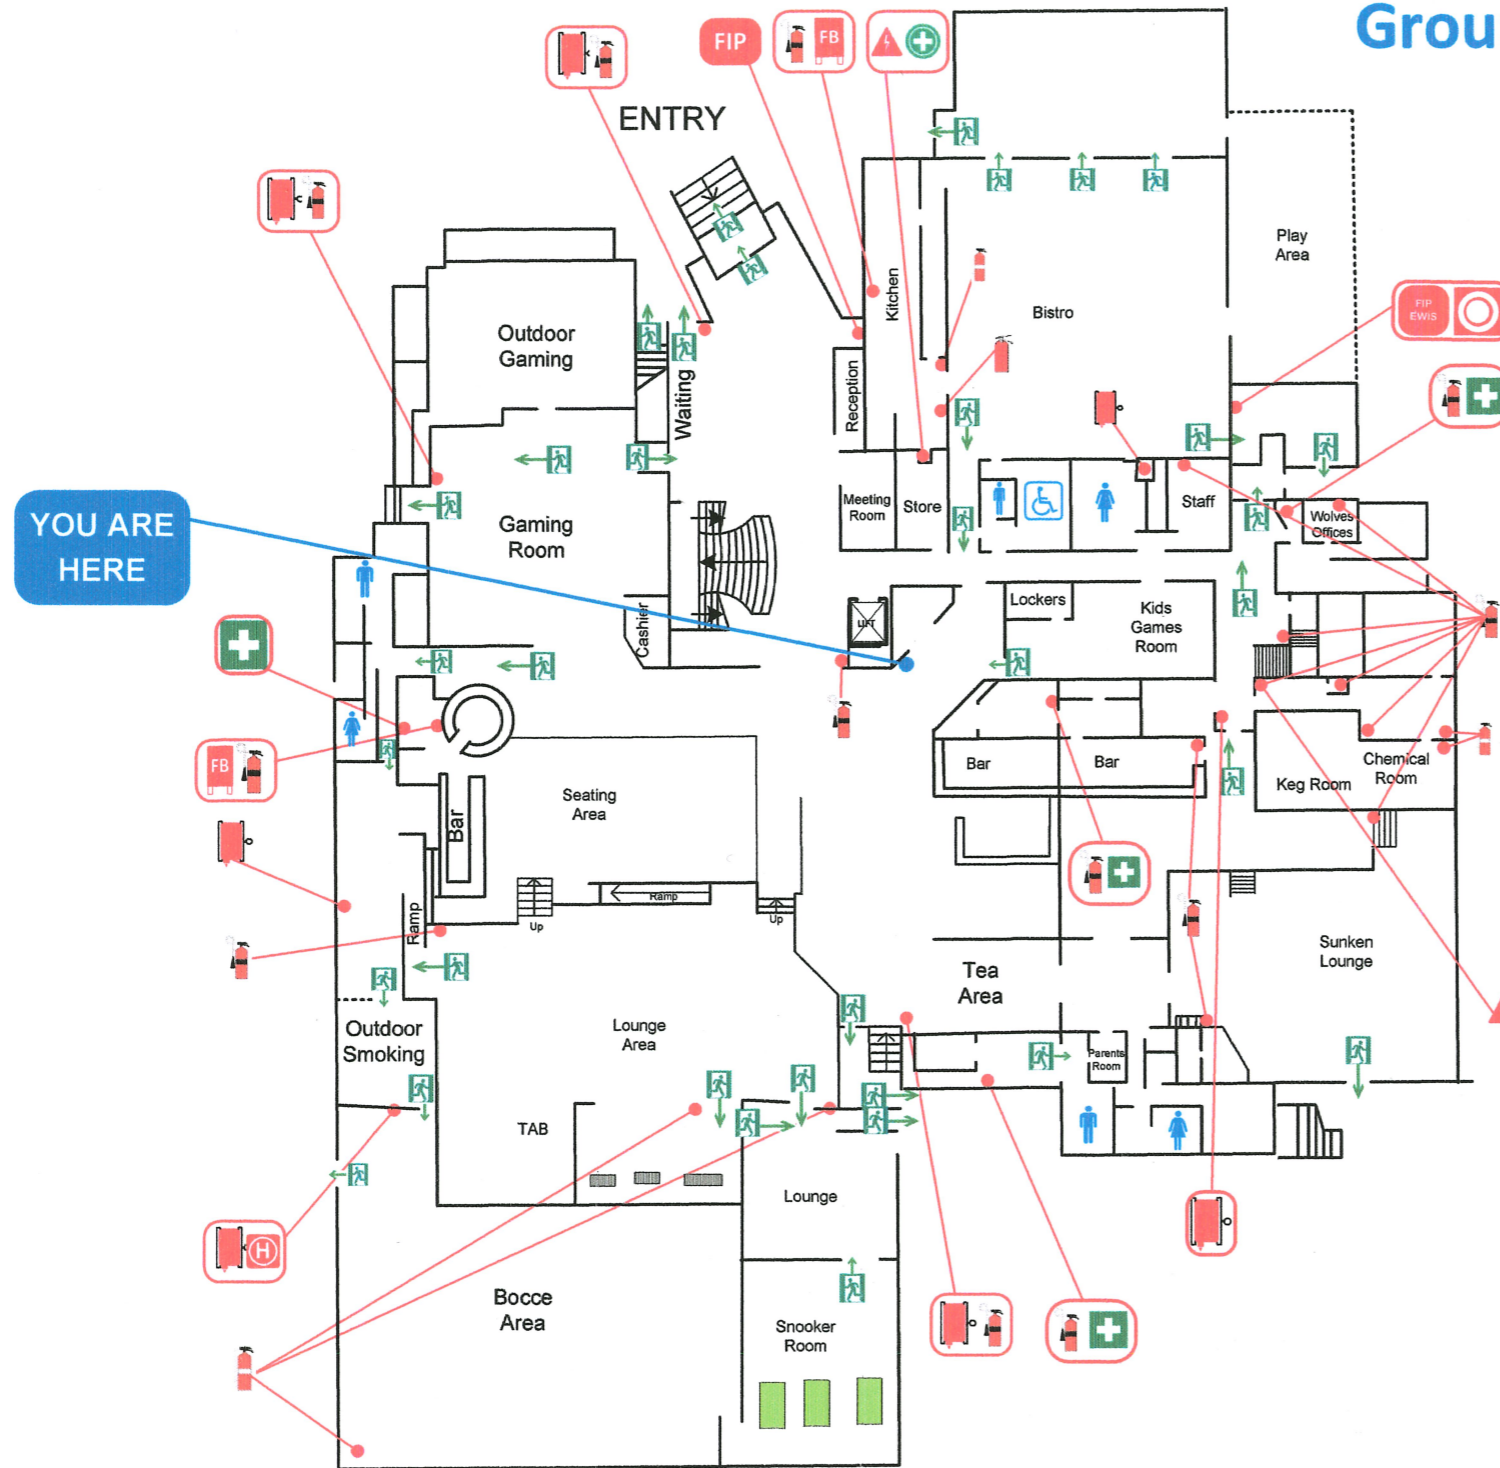 Grou
FIP
FB
ENTRY
Play
Area
Kitchen
Bistro
FIP
EWIS
Outdoor
Gaming
Waiting
Reception
YOU ARE
HERE
Gaming
Room
Meeting
Room
Store
Staff
Wolves
Offices
Cashier
LIFT
Lockers
Kids
Games
Room
FB
Seating
Area
Bar
Bar
Bar
Keg Room
Chemical
Room
Ramp
Ramp
Up
Up
Sunken
Lounge
Tea
Area
Outdoor
Smoking
Lounge
Area
Parents
Room
TAB
H
Lounge
Bocce
Area
Snooker
Room